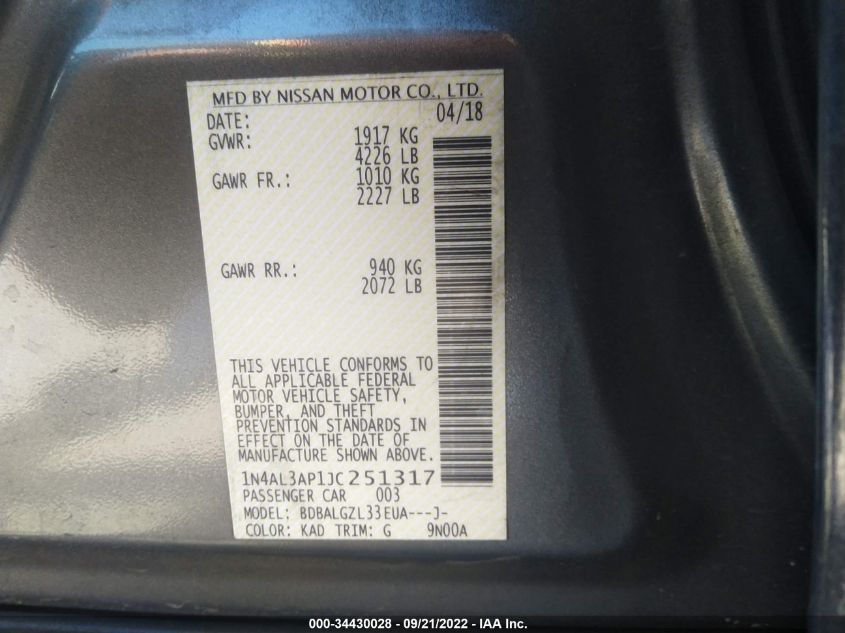 MFD BY NISSAN MOTOR CO., LTD.
DATE: 04/18
GVWR: 1917 KG
4226 LB
GAWR FR.: 1010 KG
2227 LB
GAWR RR.: 940 KG
2072 LB
THIS VEHICLE CONFORMS TO
ALL APPLICABLE FEDERAL
MOTOR VEHICLE SAFETY,
BUMPER, AND THEFT
PREVENTION STANDARDS IN
EFFECT ON THE DATE OF
MANUFACTURE SHOWN ABOVE.
1N4AL3AP1JC251317
PASSENGER CAR 003
MODEL: BDBALGZL33EUA---J-
COLOR: KAD TRIM: G 9N00A
000-34430028 - 09/21/2022 - IAA Inc.